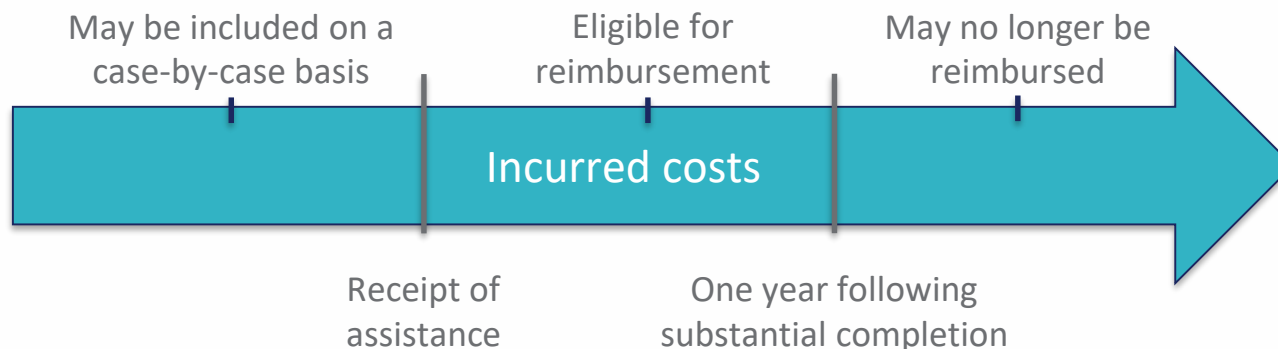 May be included on a
case-by-case basis
Eligible for
reimbursement
May no longer be
reimbursed
Incurred costs
Receipt of
assistance
One year following
substantial completion